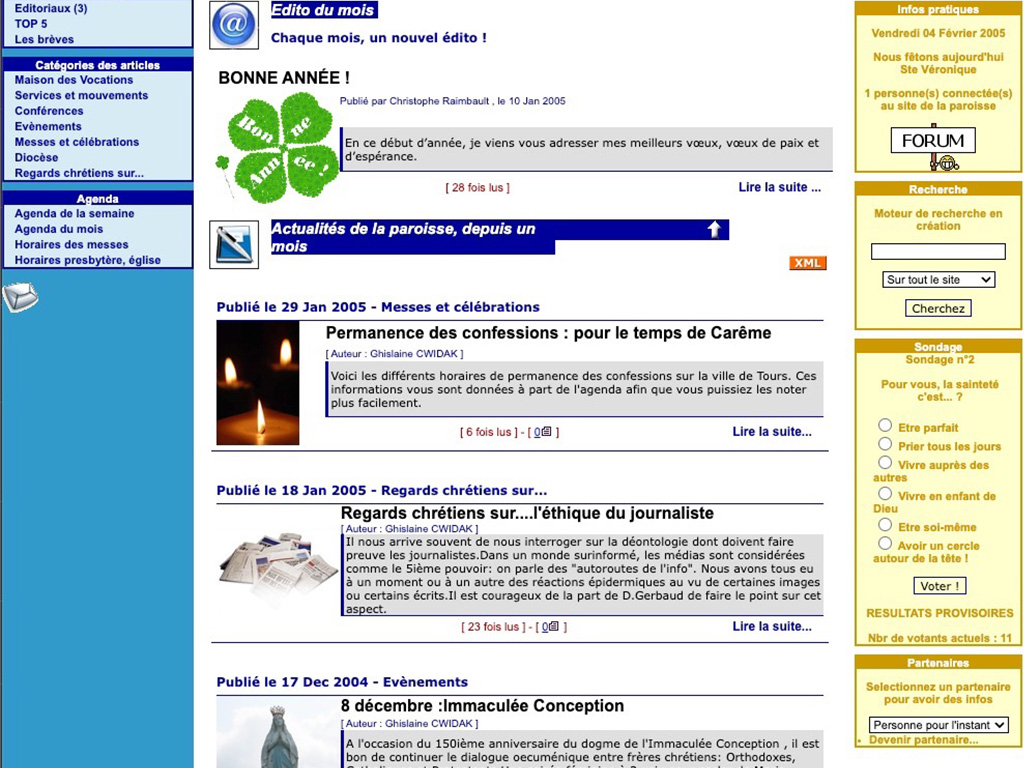 Editoriaux (3)
TOP 5
Les brèves
Catégories des articles
Maison des Vocations
Services et mouvements
Conférences
Evènements
Messes et célébrations
Diocèse
Regards chrétiens sur...
Agenda
Agenda de la semaine
Agenda du mois
Horaires des messes
Horaires presbytère, église
Edito du mois
Chaque mois, un nouvel édito !
BONNE ANNÉE !
Bonne
Année !
Publié par Christophe Raimbault , le 10 Jan 2005
En ce début d'année, je viens vous adresser mes meilleurs vœux, vœux de paix et
d'espérance.
[ 28 fois lus ]
Lire la suite ...
Actualités de la paroisse, depuis un
mois
XML
Publié le 29 Jan 2005 - Messes et célébrations
Permanence des confessions : pour le temps de Carême
[ Auteur : Ghislaine CWIDAK ]
Voici les différents horaires de permanence des confessions sur la ville de Tours. Ces
informations vous sont données à part de l'agenda afin que vous puissiez les noter
plus facilement.
[ 6 fois lus ] - [ 0 ]
Lire la suite...
Publié le 18 Jan 2005 - Regards chrétiens sur...
Regards chrétiens sur....l'éthique du journaliste
[ Auteur : Ghislaine CWIDAK ]
Il nous arrive souvent de nous interroger sur la déontologie dont doivent faire
preuve les journalistes.Dans un monde surinformé, les médias sont considérées
comme le 5ième pouvoir: on parle des "autoroutes de l'info". Nous avons tous eu
à un moment ou à un autre des réactions épidermiques au vu de certaines images
ou certains écrits.Il est courageux de la part de D.Gerbaud de faire le point sur cet
aspect.
[ 23 fois lus ] - [ 0 ]
Lire la suite...
Publié le 17 Dec 2004 - Evènements
8 décembre :Immaculée Conception
[ Auteur : Ghislaine CWIDAK ]
A l'occasion du 150ième anniversaire du dogme de l'Immaculée Conception , il est
bon de continuer le dialogue oecuménique entre frères chrétiens: Orthodoxes,
Infos pratiques
Vendredi 04 Février 2005
Nous fêtons aujourd'hui
Ste Véronique
1 personne(s) connectée(s)
au site de la paroisse
FORUM
Recherche
Moteur de recherche en
création
Sur tout le site
Cherchez
Sondage
Sondage n°2
Pour vous, la sainteté
c'est... ?
Etre parfait
Prier tous les jours
Vivre auprès des
autres
Vivre en enfant de
Dieu
Etre soi-même
Avoir un cercle
autour de la tête !
Voter !
RESULTATS PROVISOIRES
Nbr de votants actuels : 11
Partenaires
Selectionnez un partenaire
pour avoir des infos
Personne pour l'instant
Devenir partenaire...